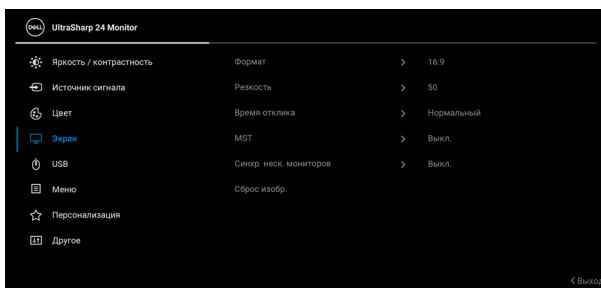 DELL UltraSharp 24 Monitor
Яркость / контрастность Формат 16:9
Источник сигнала Резкость 50
Цвет Время отклика Нормальный
Экран MST Выкл.
USB Синхр. неск. мониторов Выкл.
Меню Сброс изобр.
Персонализация
Другое
Выход